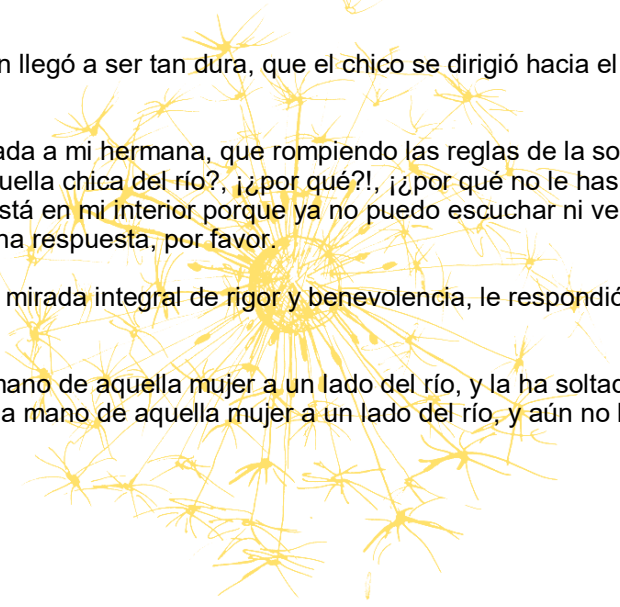 n llegó a ser tan dura, que el chico se dirigió hacia el
ada a mi hermana, que rompiendo las reglas de la so
uella chica del río?, ¡¿por qué?!, ¡¿por qué no le has
stá en mi interior porque ya no puedo escuchar ni ve
na respuesta, por favor.
mirada integral de rigor y benevolencia, le respondió
mano de aquella mujer a un lado del río, y la ha soltad
a mano de aquella mujer a un lado del río, y aún no l